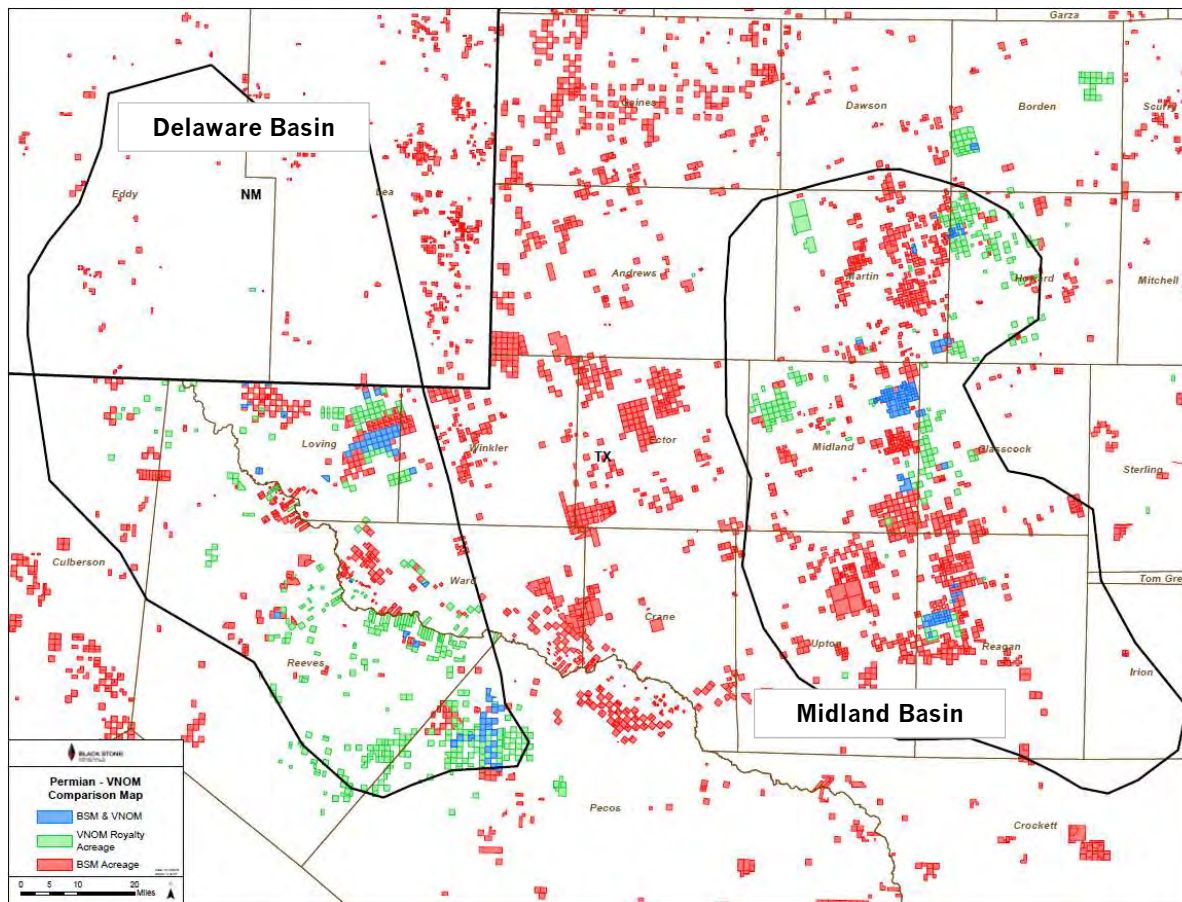 Garza
Gaines
Dawson
Borden
Scurry
Delaware Basin
Eddy
NM
Lea
Andrews
Martin
Howard
Mitchell
Loving
Winkler
Ector
TX
Midland
Glasscock
Sterling
Culberson
Ward
Crane
Tom Gre
Reeves
Upton
Reagan
Irion
Midland Basin
Pecos
Crockett
BLACK STONE
MINERALS
Permian - VNOM
Comparison Map
BSM & VNOM
VNOM Royalty
Acreage
BSM Acreage
0 5 10 20
Miles